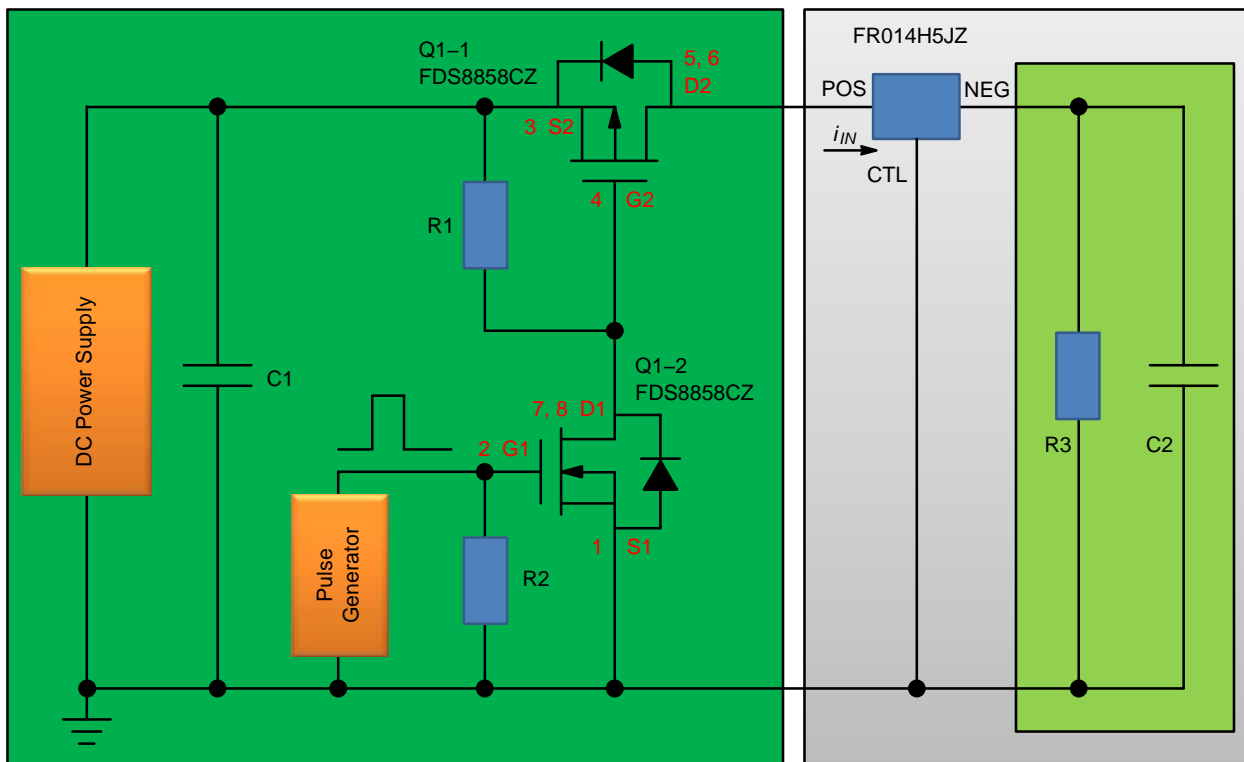 Q1–1
FDS8858CZ
5, 6
D2
3 S2
4 G2
R1
DC Power Supply
C1
Q1–2
FDS8858CZ
7, 8 D1
2 G1
1 S1
Pulse
Generator
R2
FR014H5JZ
POS
NEG
iIN
CTL
R3
C2